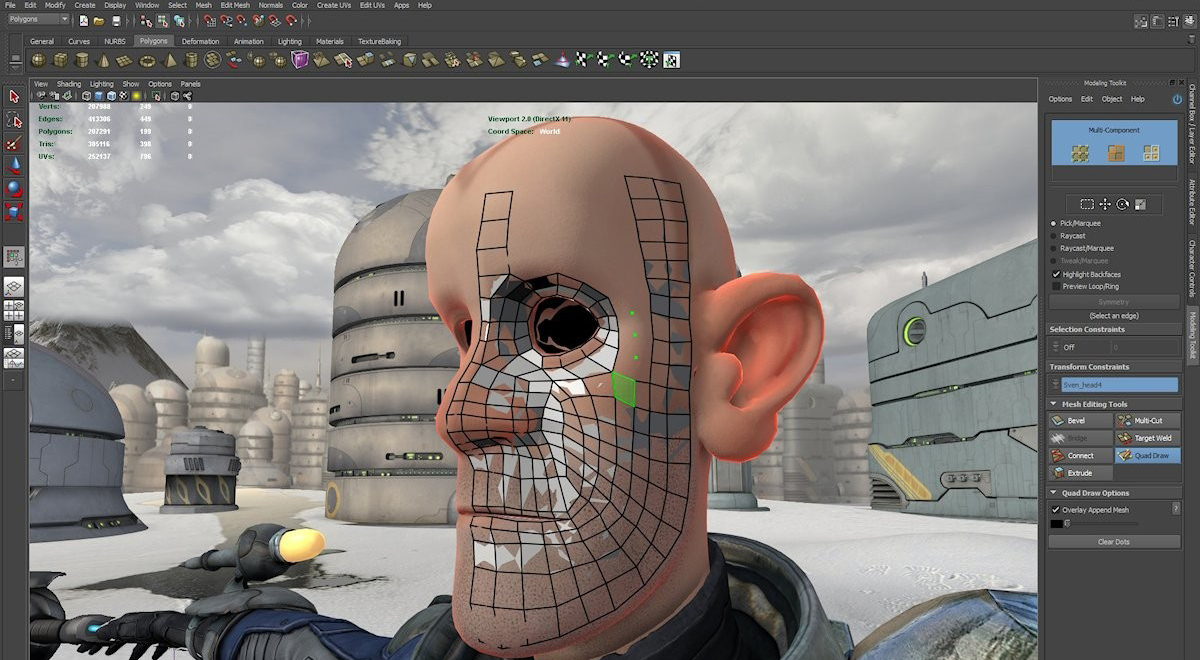 File Edit Modify Create Display Window Select Mesh Edit Mesh Normals Color Create UVs Edit UVs Apps Help
Polygons
General Curves NURBS Polygons Deformation Animation Lighting Materials TextureBaking
View Shading Lighting Show Options Panels
Verts: 207988 249 0
Edges: 413306 449 0
Polygons: 207291 199 0
Tris: 385116 398 0
UVs: 252137 796 0
Viewport 2.0 (DirectX 11)
Coord Space: World
Modeling Toolkit
Options Edit Object Help
Multi-Component
Pick/Marquee
Raycast
Raycast/Marquee
Tweak/Marquee
Highlight Backfaces
Preview Loop/Ring
Symmetry
(Select an edge)
Selection Constraints
Off 0
Transform Constraints
Sven_head4
Mesh Editing Tools
Bevel Multi-Cut
Bridge Target Weld
Connect Quad Draw
Extrude
Quad Draw Options
Overlay Append Mesh ?
Clear Dots
Channel Box / Layer Editor
Attribute Editor
Character Controls
Modeling Toolkit